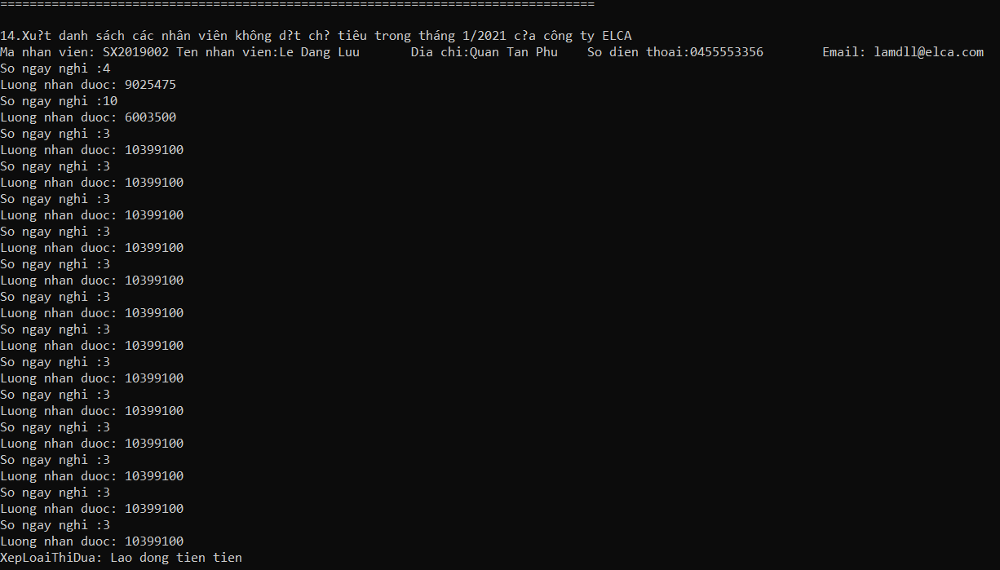 =================================================================================
14.Xu?t danh sách các nhân viên không d?t ch? tiêu trong tháng 1/2021 c?a công ty ELCA
Ma nhan vien: SX2019002 Ten nhan vien:Le Dang Luu Dia chi:Quan Tan Phu So dien thoai:0455553356 Email: lamdll@elca.com
So ngay nghi :4
Luong nhan duoc: 9025475
So ngay nghi :10
Luong nhan duoc: 6003500
So ngay nghi :3
Luong nhan duoc: 10399100
So ngay nghi :3
Luong nhan duoc: 10399100
So ngay nghi :3
Luong nhan duoc: 10399100
So ngay nghi :3
Luong nhan duoc: 10399100
So ngay nghi :3
Luong nhan duoc: 10399100
So ngay nghi :3
Luong nhan duoc: 10399100
So ngay nghi :3
Luong nhan duoc: 10399100
So ngay nghi :3
Luong nhan duoc: 10399100
So ngay nghi :3
Luong nhan duoc: 10399100
So ngay nghi :3
Luong nhan duoc: 10399100
So ngay nghi :3
Luong nhan duoc: 10399100
So ngay nghi :3
Luong nhan duoc: 10399100
So ngay nghi :3
Luong nhan duoc: 10399100
XepLoaiThiDua: Lao dong tien tien